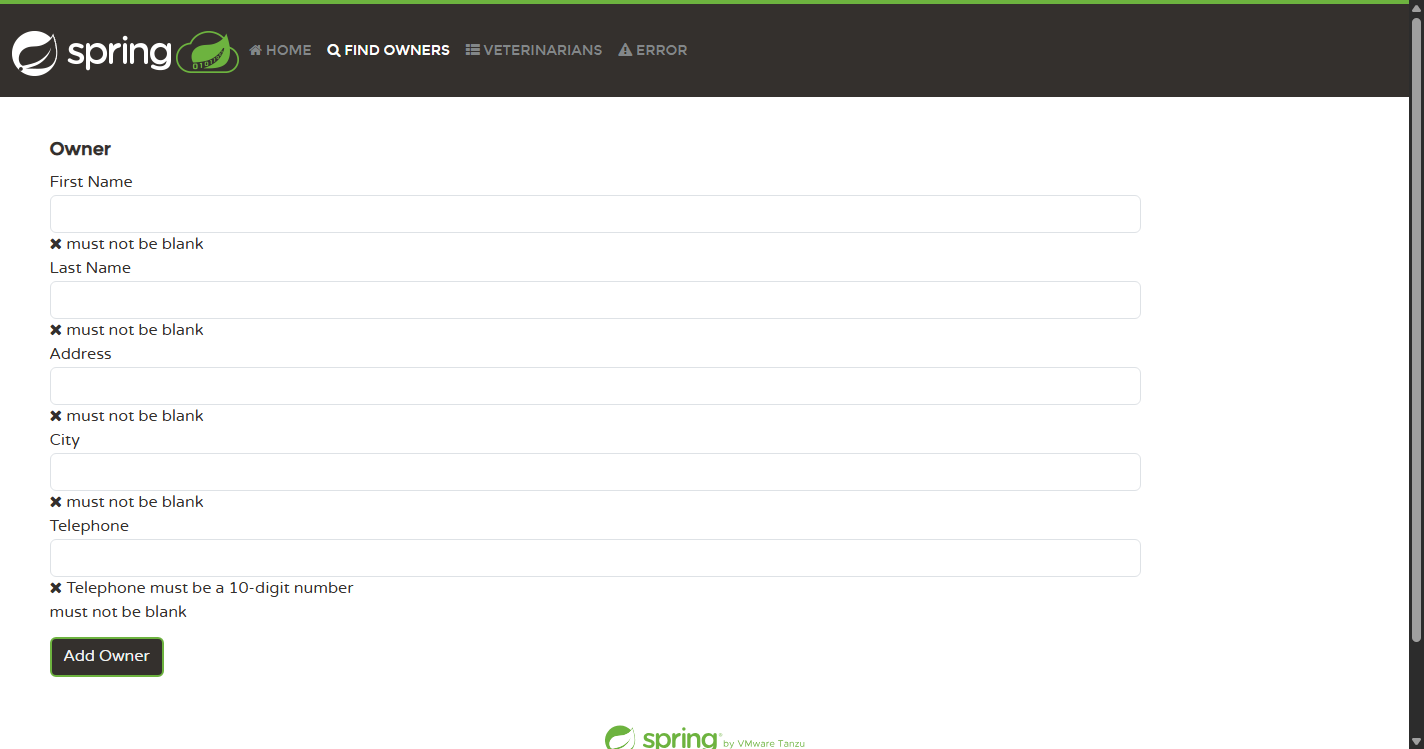 spring HOME FIND OWNERS VETERINARIANS ERROR
Owner
First Name
must not be blank
Last Name
must not be blank
Address
must not be blank
City
must not be blank
Telephone
Telephone must be a 10-digit number
must not be blank
Add Owner
spring by VMware Tanzu